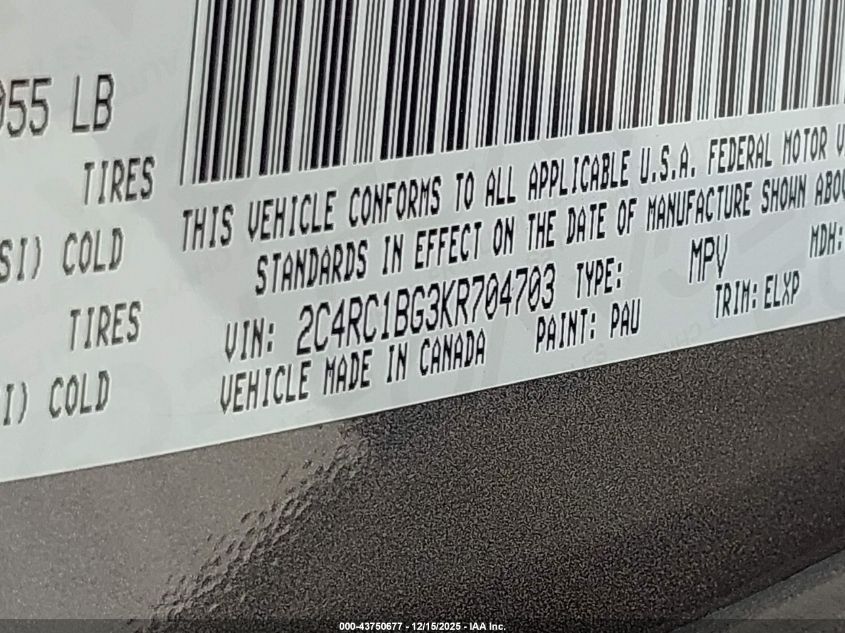 055 LB
TIRES
SI) COLD
TIRES
I) COLD
THIS VEHICLE CONFORMS TO ALL APPLICABLE U.S.A. FEDERAL MOTOR V
STANDARDS IN EFFECT ON THE DATE OF MANUFACTURE SHOWN ABOV
VIN: 2C4RC1BG3KR704703 TYPE: MPV MDH:
VEHICLE MADE IN CANADA PAINT: PAU TRIM: ELXP
000-43750677 - 12/15/2025 - IAA Inc.